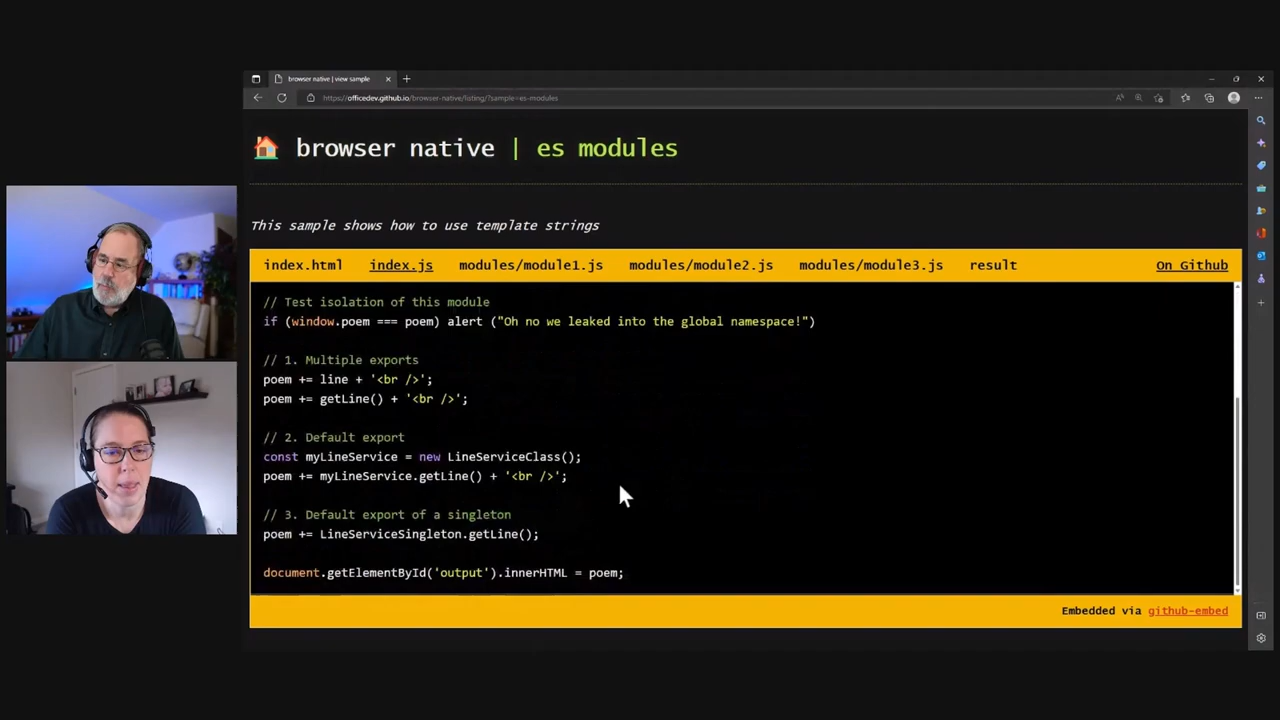 browser native | view sample
https://officedev.github.io/browser-native/listing/?sample=es-modules
browser native | es modules
This sample shows how to use template strings
index.html index.js modules/module1.js modules/module2.js modules/module3.js result On Github
// Test isolation of this module
if (window.poem === poem) alert ("Oh no we leaked into the global namespace!")
// 1. Multiple exports
poem += line + '<br />';
poem += getLine() + '<br />';
// 2. Default export
const myLineService = new LineServiceClass();
poem += myLineService.getLine() + '<br />';
// 3. Default export of a singleton
poem += LineServiceSingleton.getLine();
document.getElementById('output').innerHTML = poem;
Embedded via github-embed